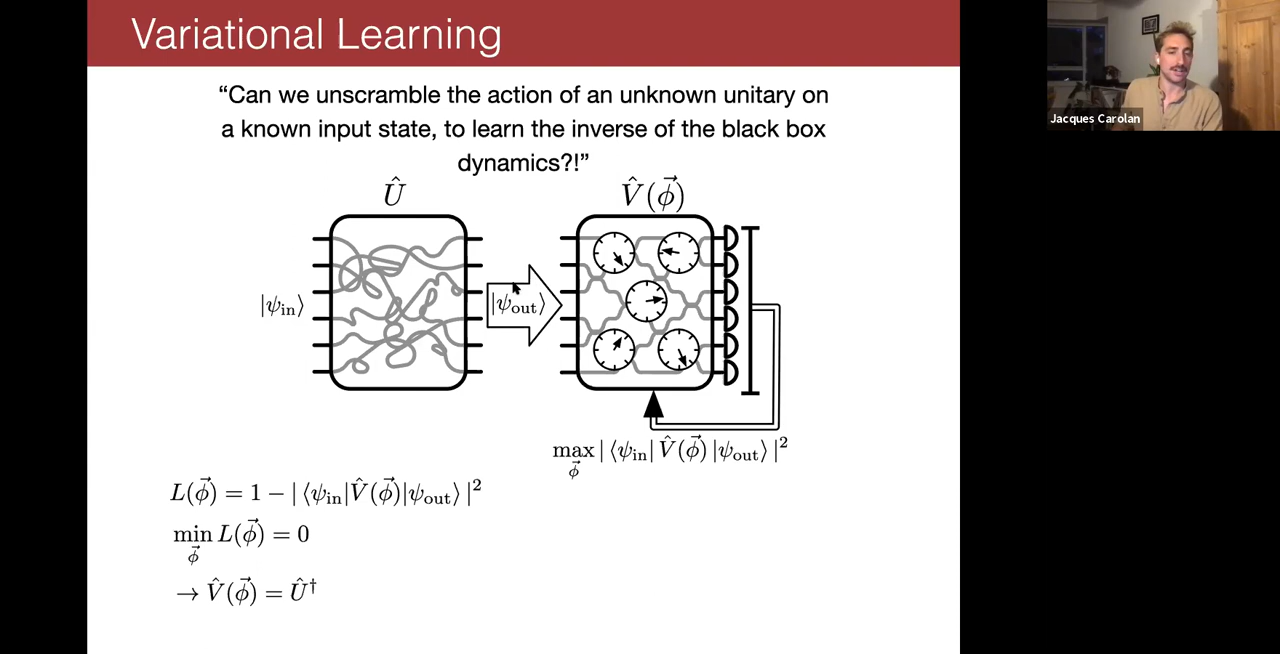 Variational Learning
“Can we unscramble the action of an unknown unitary on
a known input state, to learn the inverse of the black box
dynamics?!”
Û V̂(ϕ⃗)
|ψin⟩ |ψout⟩
max |⟨ψin| V̂(ϕ⃗) |ψout⟩|²
ϕ⃗
L(ϕ⃗) = 1 − |⟨ψin|V̂(ϕ⃗)|ψout⟩|²
min L(ϕ⃗) = 0
ϕ⃗
→ V̂(ϕ⃗) = Û†
Jacques Carolan